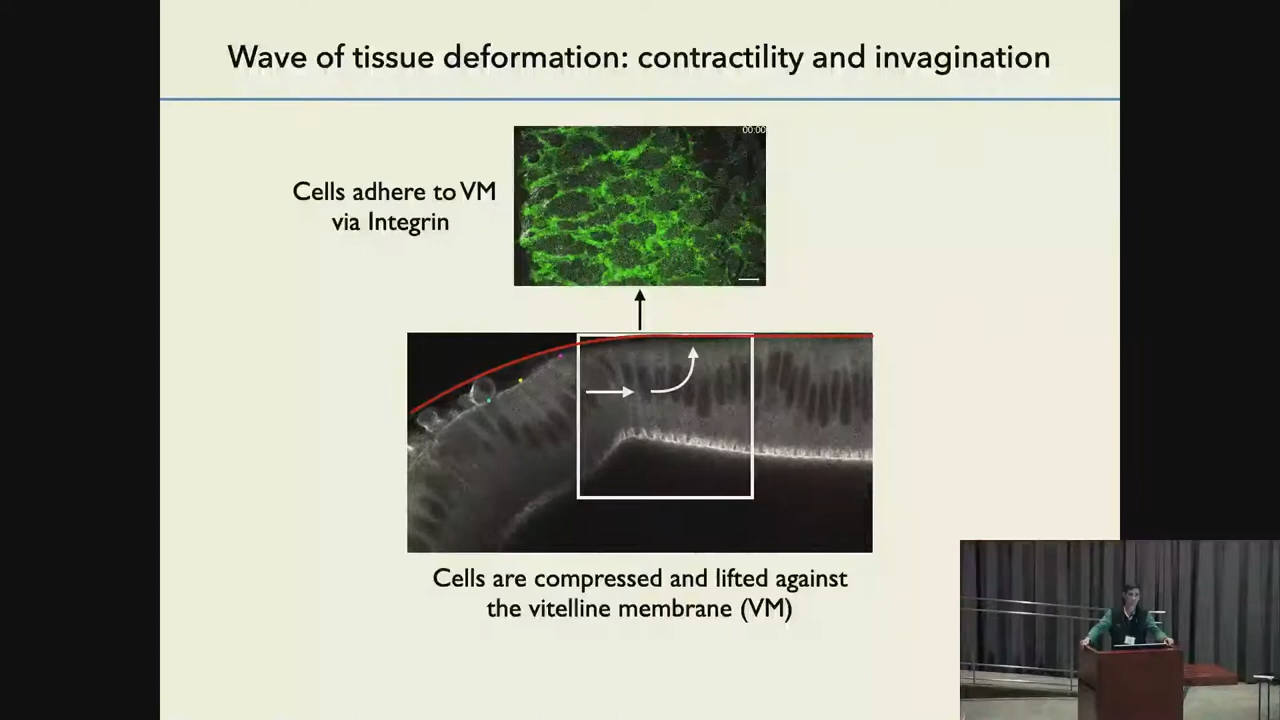 Wave of tissue deformation: contractility and invagination
00:00
Cells adhere to VM
via Integrin
Cells are compressed and lifted against
the vitelline membrane (VM)